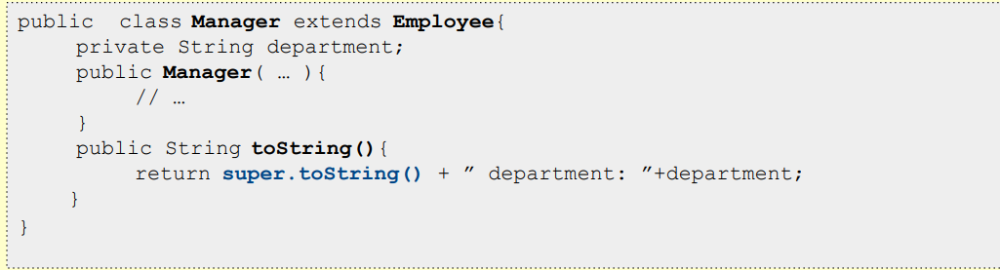 public  class Manager extends Employee{
private String department;
public Manager( … ){
// …
}
public String toString(){
return super.toString() + ” department: ”+department;
}
}